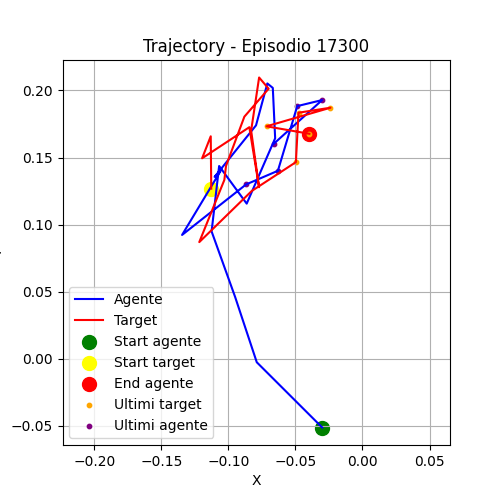 Trajectory - Episodio 17300
0.20
0.15
0.10
0.05
0.00
−0.05
Agente
Target
Start agente
Start target
End agente
Ultimi target
Ultimi agente
−0.20 −0.15 −0.10 −0.05 0.00 0.05
X